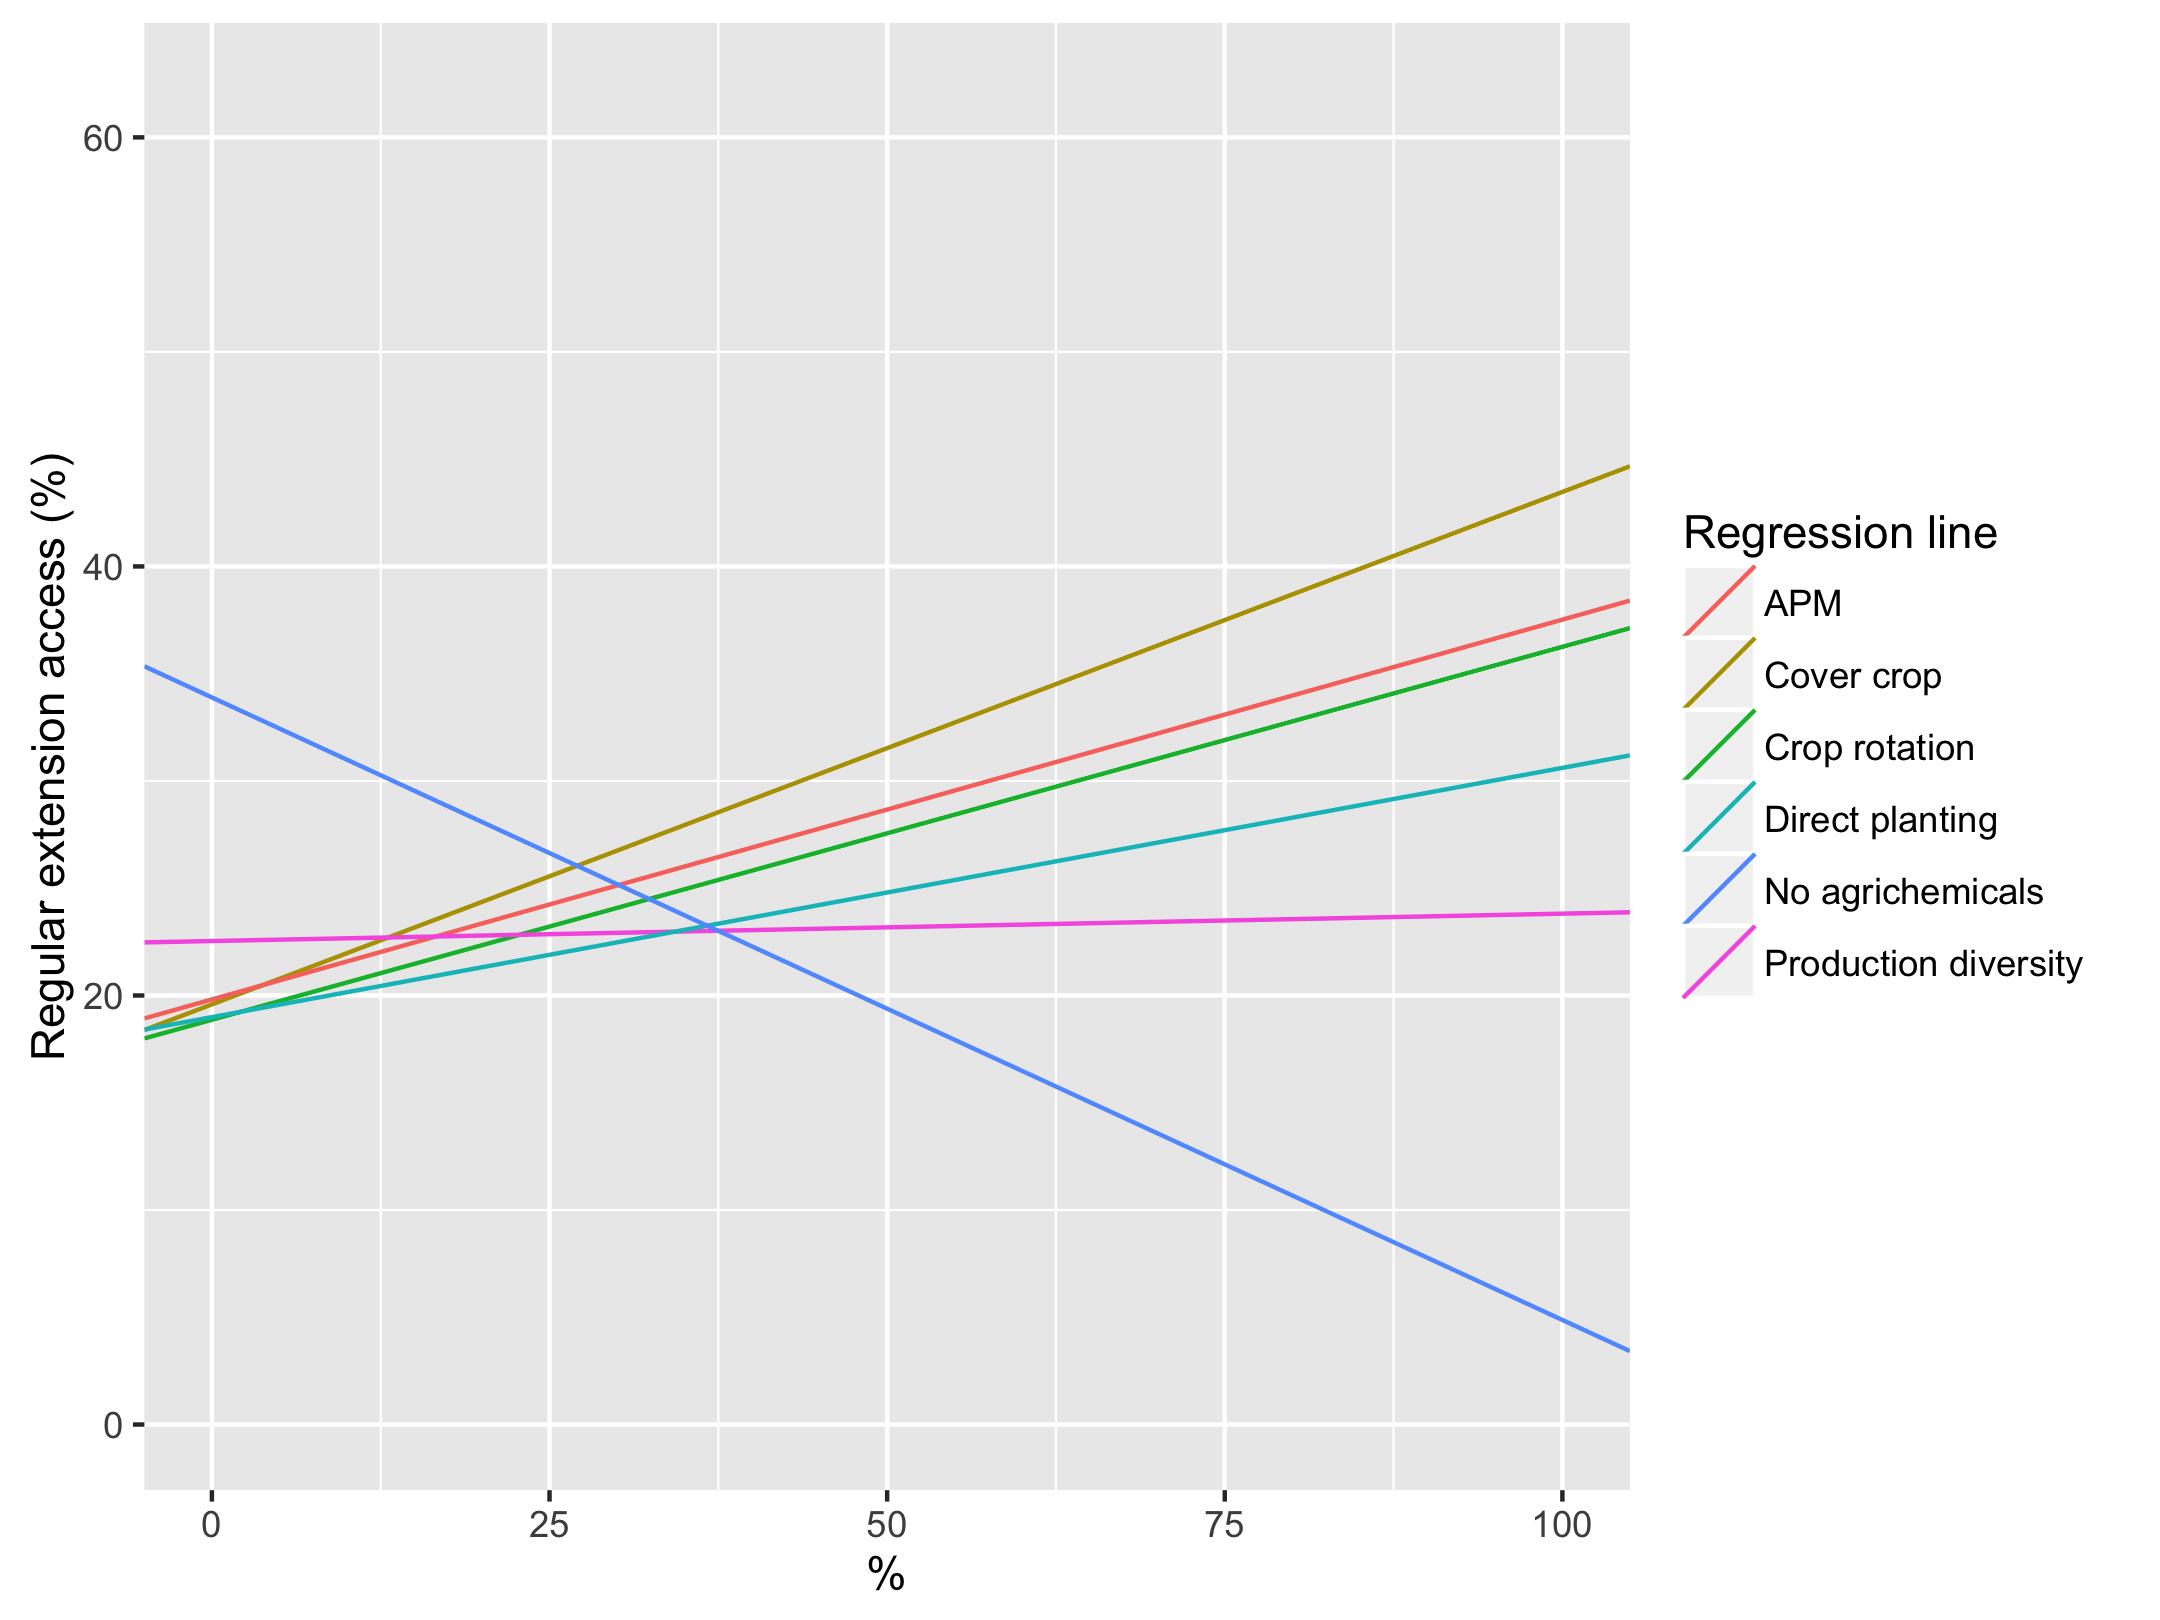 Regular extension access (%)
60
40
20
0
0 25 50 75 100
%
Regression line
APM
Cover crop
Crop rotation
Direct planting
No agrichemicals
Production diversity